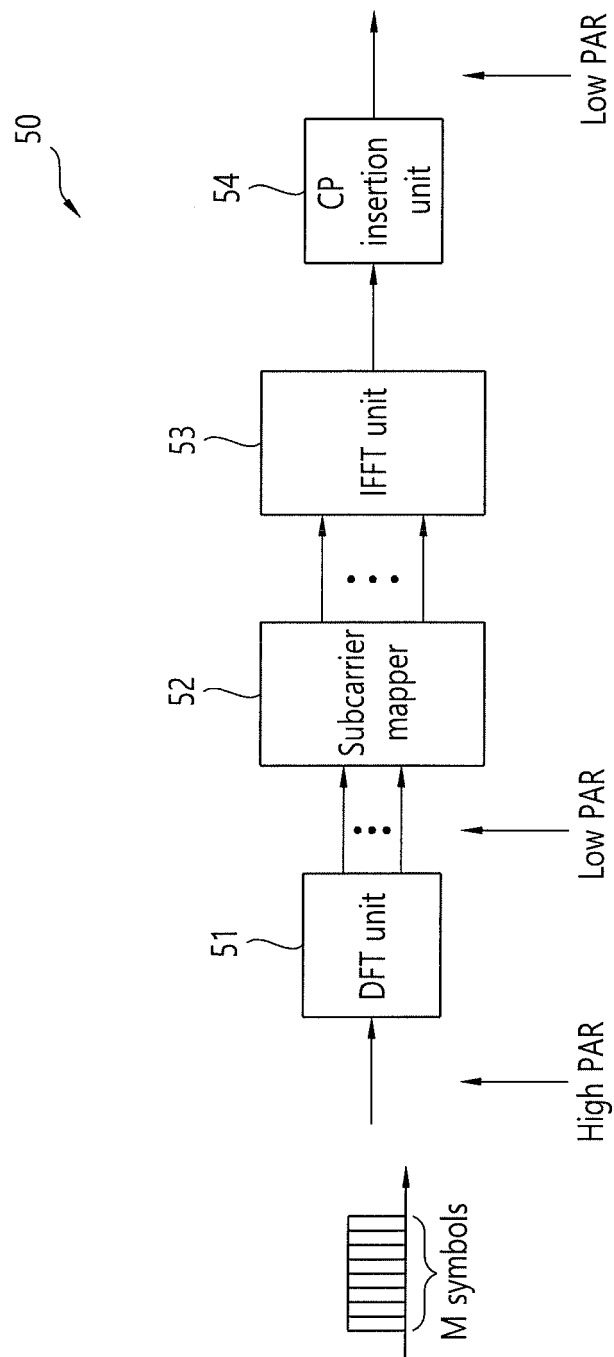 50
51
52
53
54
M symbols
DFT unit
Subcarrier
mapper
IFFT unit
CP
insertion
unit
High PAR
Low PAR
Low PAR